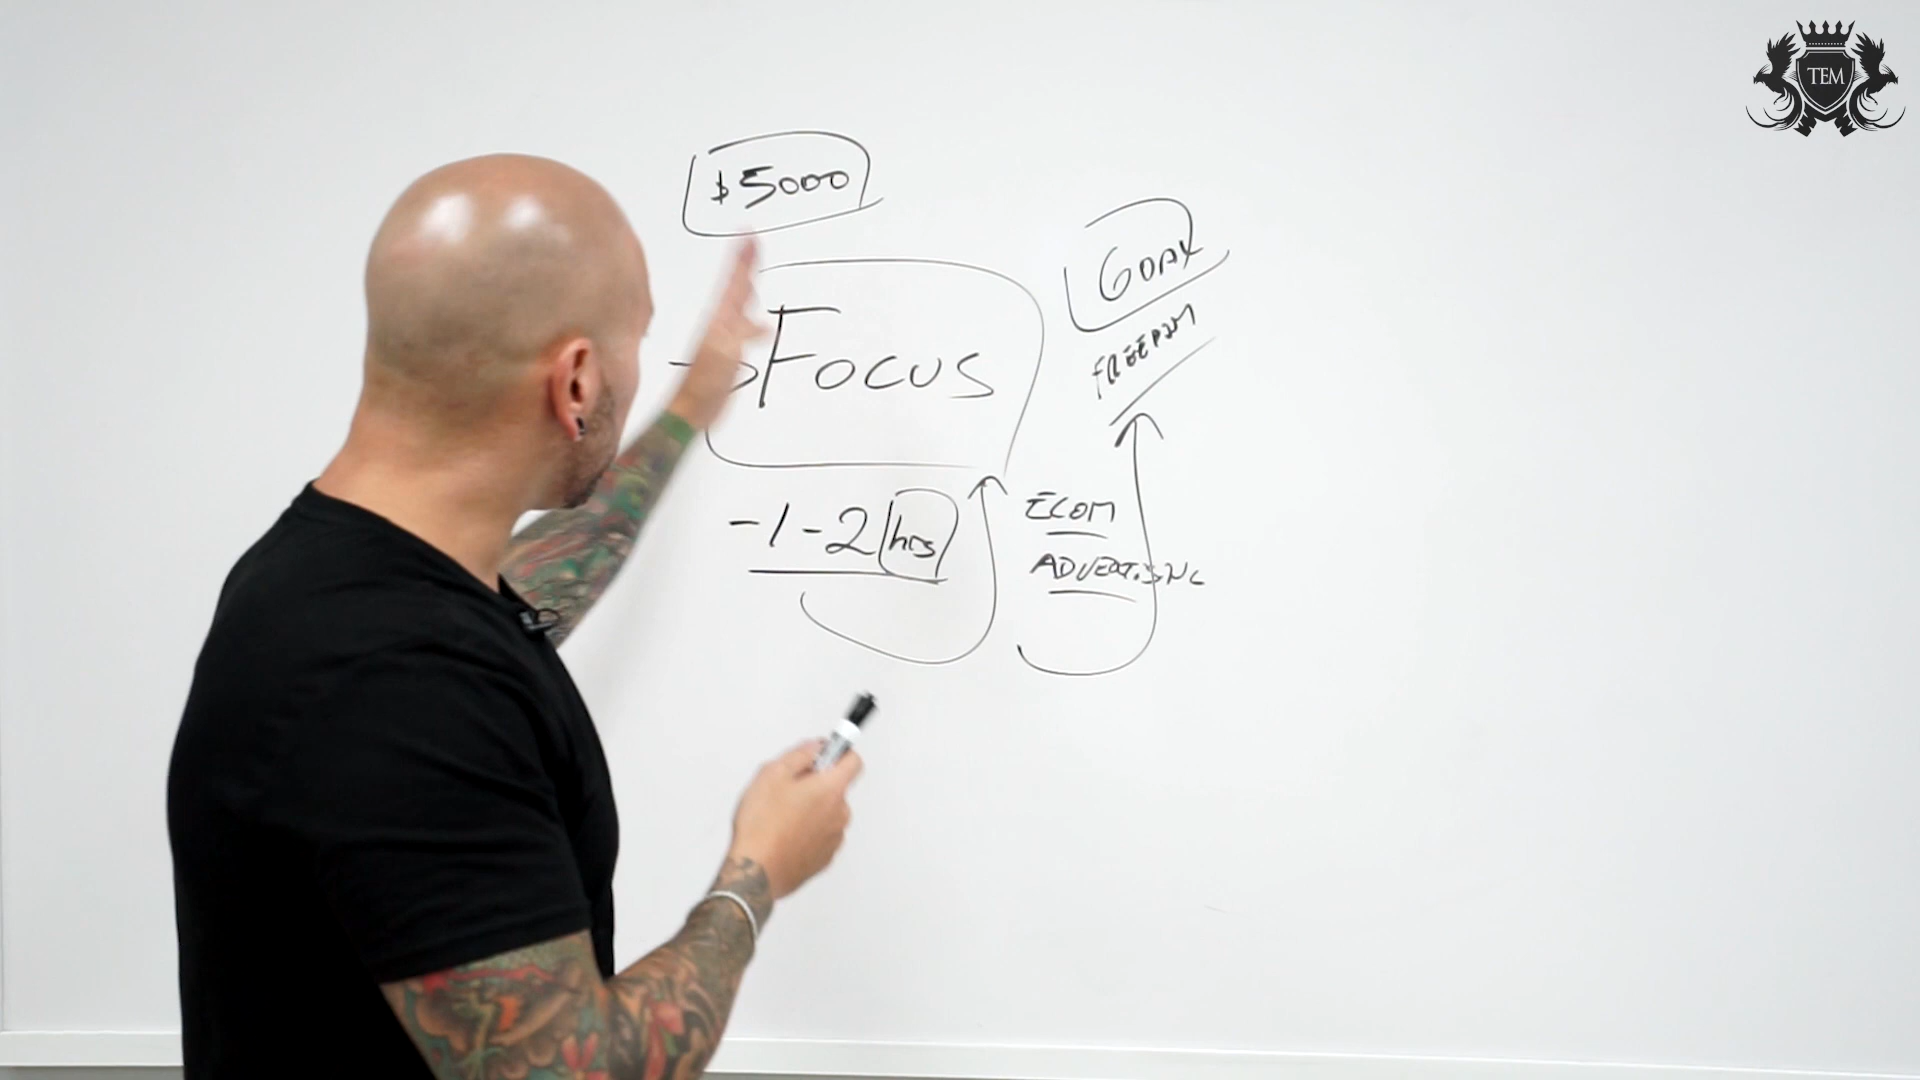 $5000
GOAL
FREEDOM
Focus
-1-2 hrs
ECOM
ADVERTISING
TEM